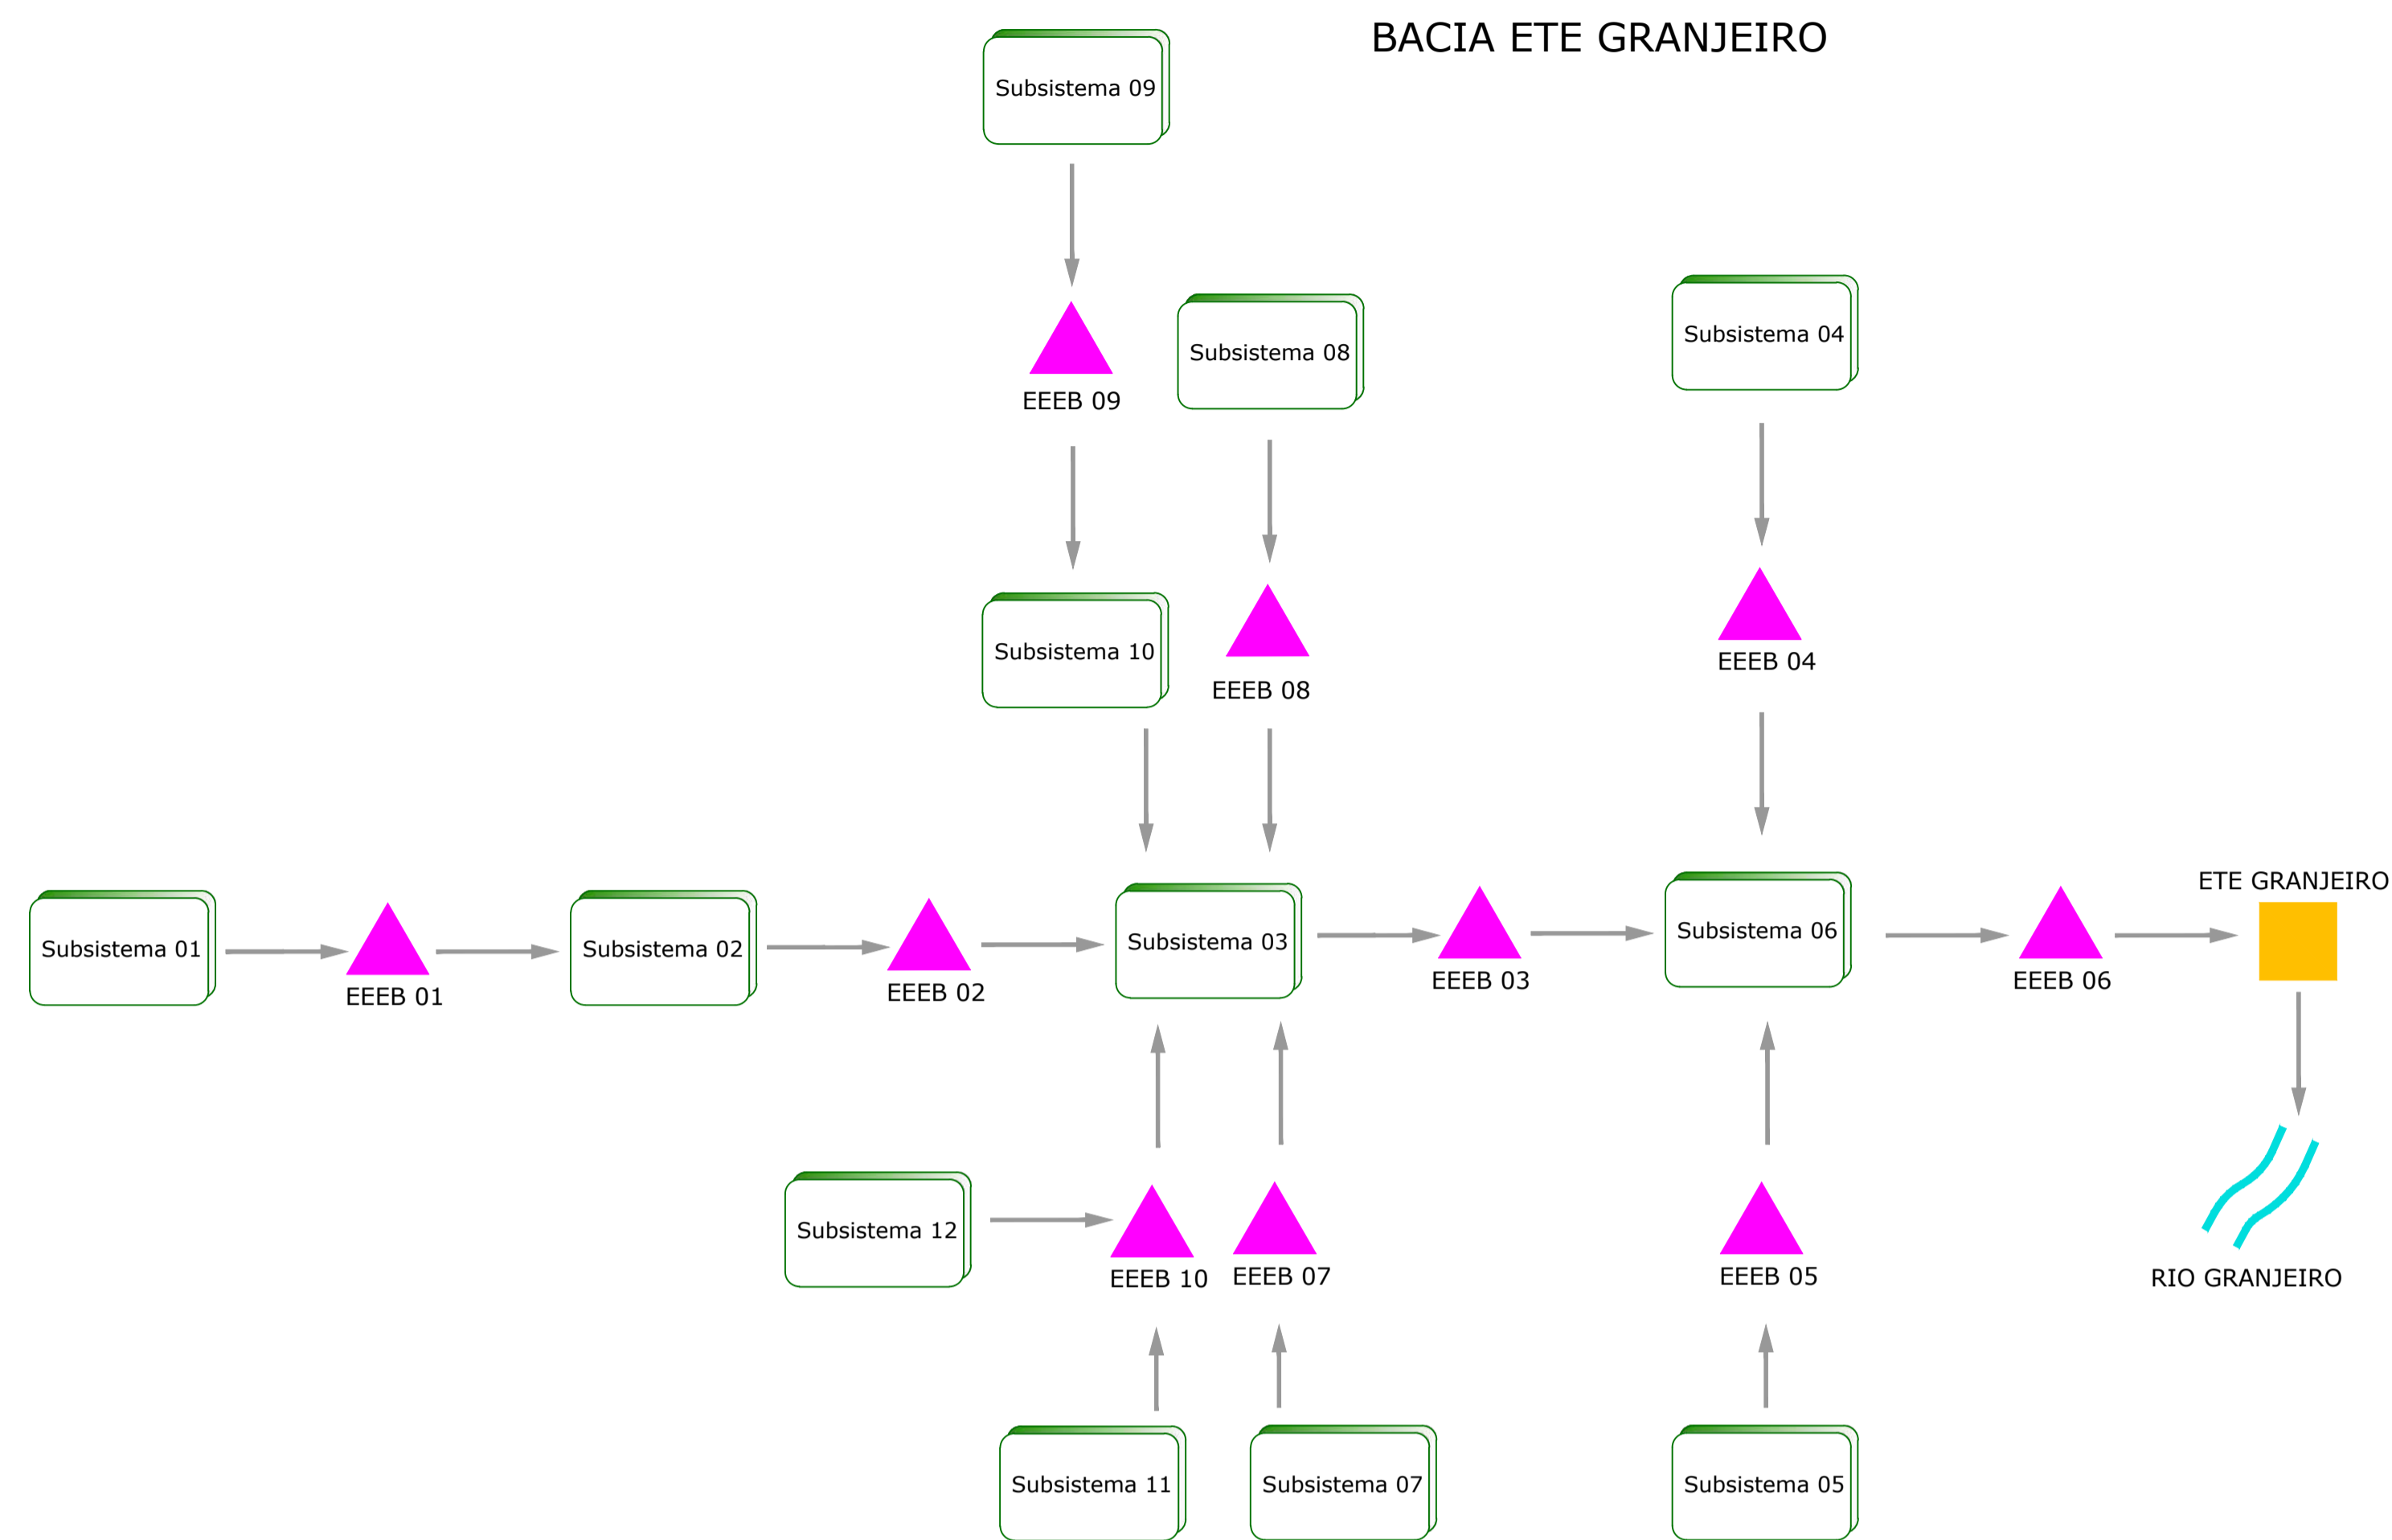 BACIA ETE GRANJEIRO
Subsistema 09
Subsistema 04
Subsistema 08
EEEB 09
Subsistema 10
EEEB 04
EEEB 08
ETE GRANJEIRO
Subsistema 01
Subsistema 02
Subsistema 03
Subsistema 06
EEEB 01
EEEB 02
EEEB 03
EEEB 06
Subsistema 12
EEEB 10
EEEB 07
EEEB 05
RIO GRANJEIRO
Subsistema 11
Subsistema 07
Subsistema 05